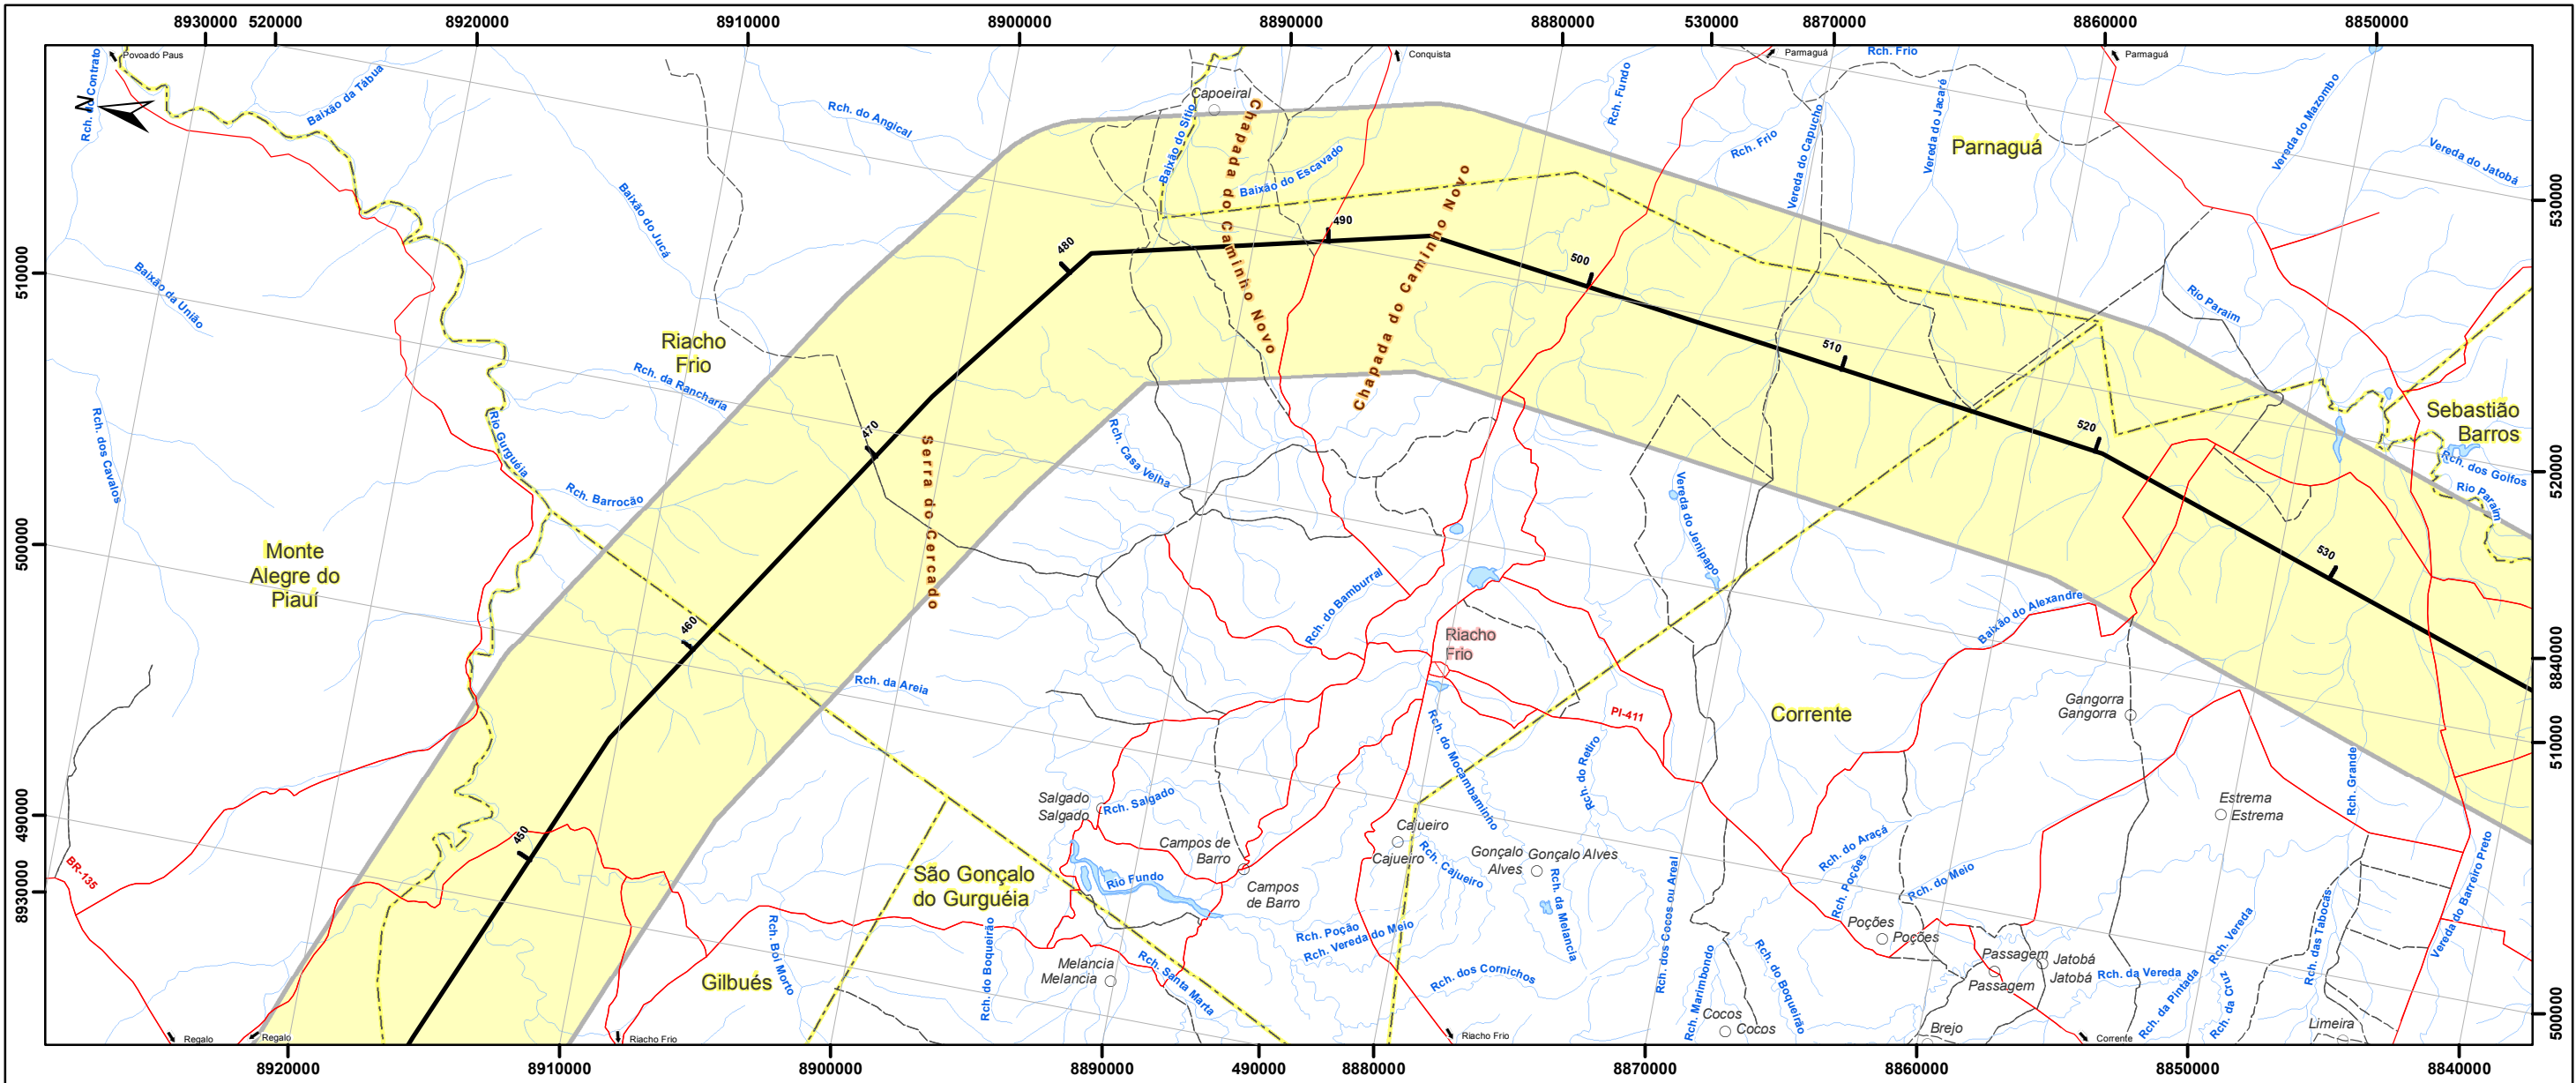 8930000 520000 8920000 8910000 8900000 8890000 8880000 530000 8870000 8860000 8850000
Povoado Paus
Conquista
Parnaguá
Rch. Frio
Parnaguá
N
Rch. do Contrato
Baixão da Tábua
Rch. do Angical
Capoeiral
Baixão do Sítio
Chapada do Caminho Novo
Baixão do Escavado
Rch. Fundo
Rch. Frio
Vereda do Capucho
Vereda do Jacaré
Parnaguá
Vereda do Mazombo
Vereda do Jatobá
530000
Baixão do Jucá
480
490
Chapada do Caminho Novo
500
510000
Baixão da União
Riacho
Frio
Rch. da Rancharia
Rio Paraim
510
Rch. dos Cavalos
Rio Gurguéia
470
Serra do Cercado
Rch. Casa Velha
520
Sebastião
Barros
Rch. dos Golfos
Rio Paraim
520000
Rch. Barrocão
Vereda do Jenipapo
500000
Monte
Alegre do
Piauí
530
Rch. do Bamburral
Baixão do Alexandre
460
Riacho
Frio
Rch. da Areia
8840000
Gangorra
Gangorra
Corrente
PI-411
Rch. do Mocambaminho
Rch. do Retiro
Rch. Grande
510000
490000
Salgado
Salgado
Rch. Salgado
Estrema
Estrema
450
Campos de
Barro
Cajueiro
Cajueiro
Rch. Cajueiro
Gonçalo
Alves
Gonçalo Alves
Rch. do Araçá
BR-135
8930000
São Gonçalo
do Gurguéia
Rio Fundo
Campos
de Barro
Rch. da Melancia
Rch. dos Cocos ou Areal
Rch. Poções
Rch. do Meio
Rch. das Tabocas
Vereda do Barreiro Preto
Rch. Boi Morto
Rch. do Boqueirão
Rch. Poção
Rch. Vereda do Meio
Poções
Poções
Rch. Vereda
Gilbués
Melancia
Melancia
Rch. Santa Marta
Rch. dos Cornichos
Rch. Marimbondo
Rch. do Boqueirão
Passagem
Passagem
Jatobá
Jatobá
Rch. da Vereda
Rch. da Pintada
Rch. da Cruz
Cocos
Cocos
Brejo
Limeira
500000
Regalo
Regalo
Riacho Frio
Riacho Frio
Corrente
8920000 8910000 8900000 8890000 490000 8880000 8870000 8860000 8850000 8840000